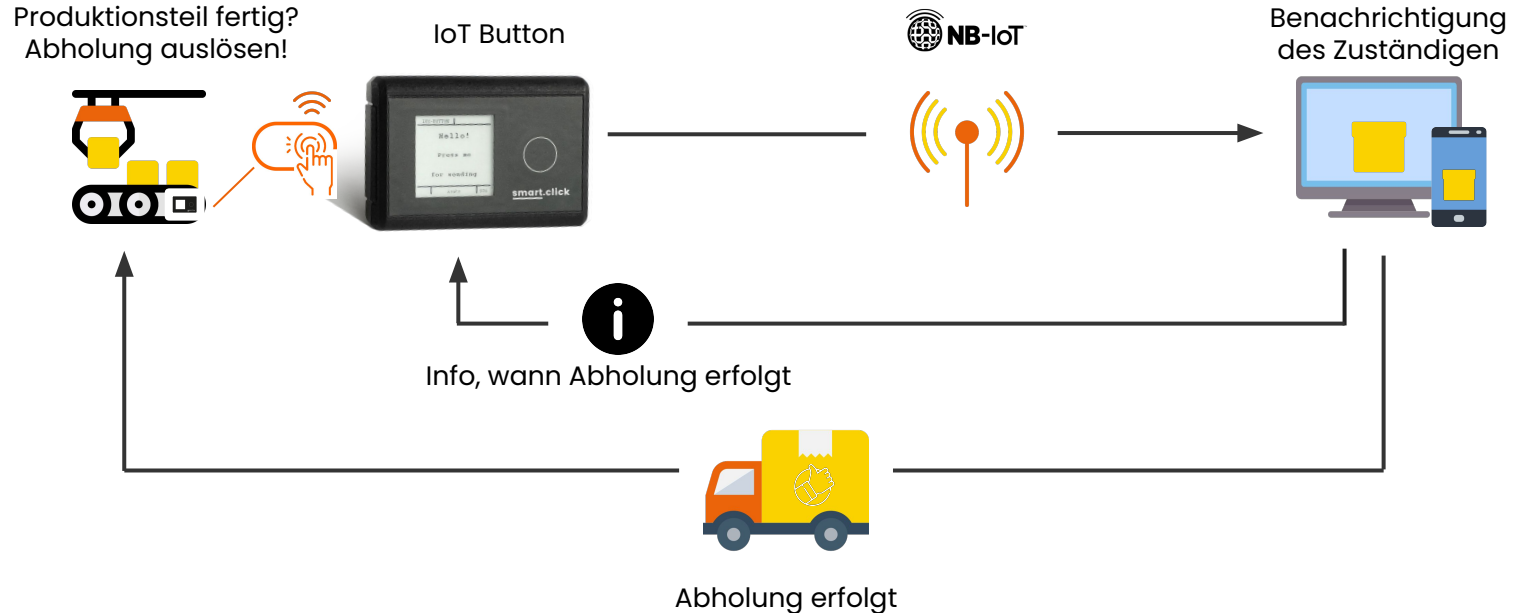 Produktionsteil fertig?
Abholung auslösen!
IoT Button
NB-IoT
Benachrichtigung
des Zuständigen
Hello!
Press me
for sending
smart.click
Info, wann Abholung erfolgt
Abholung erfolgt